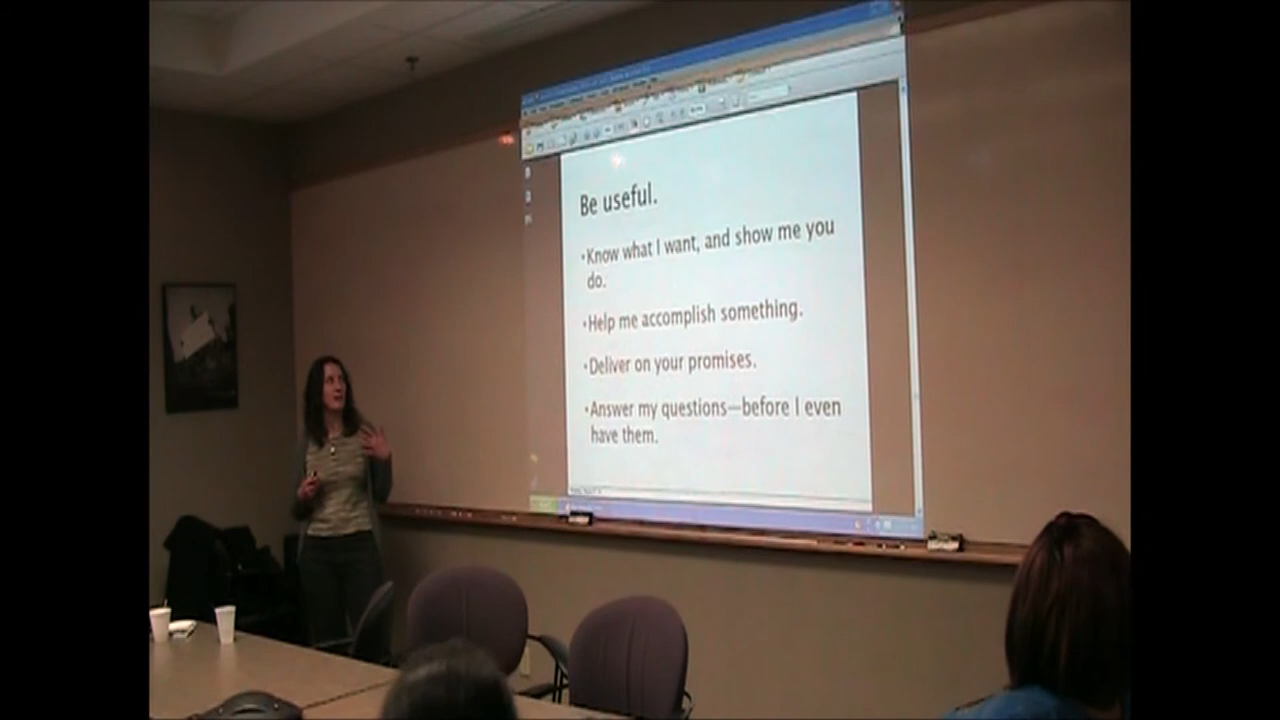 Be useful.
•Know what I want, and show me you
do.
•Help me accomplish something.
•Deliver on your promises.
•Answer my questions—before I even
have them.